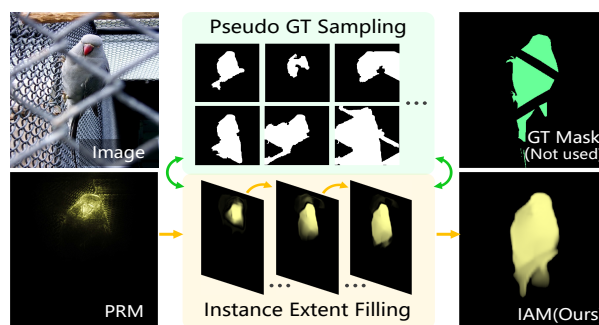 Pseudo GT Sampling
Image
...
GT Mask
(Not used)
PRM
... ...
Instance Extent Filling
IAM(Ours